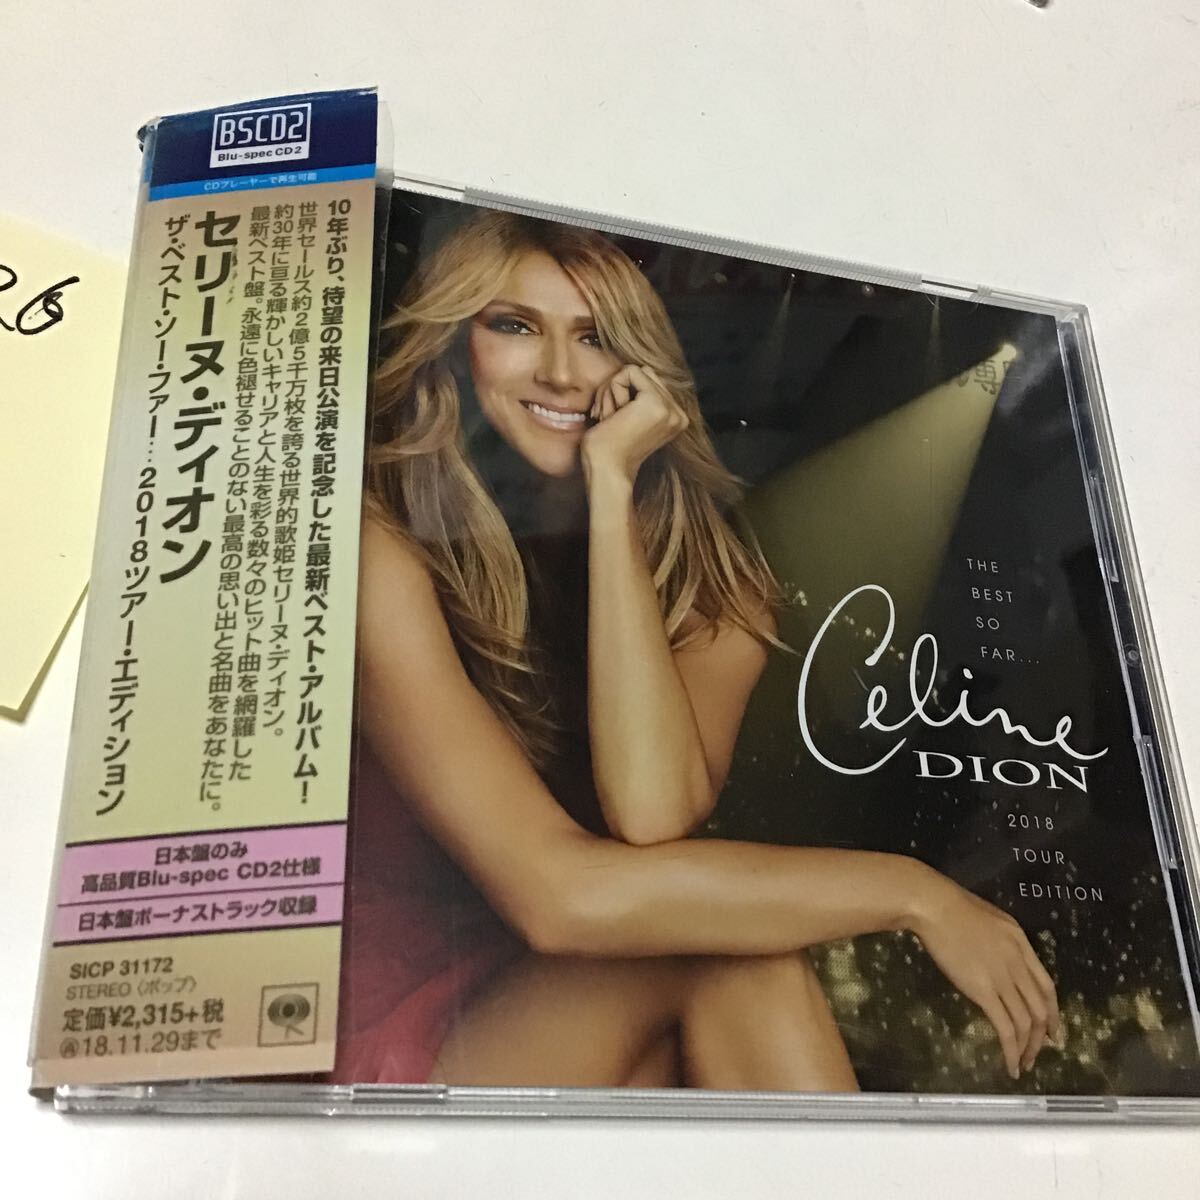 BSCD2
Blu-spec CD2
CDプレーヤーで再生可能
10年ぶり、待望の来日公演を記念した最新ベスト・アルバム!
世界セールス約2億5千万枚を誇る世界的歌姫セリーヌ・ディオン。
約30年に亘る輝かしいキャリアと人生を彩る数々のヒット曲を網羅した
最新ベスト盤。永遠に色褪せることのない最高の思い出と名曲をあなたに。
セリーヌ・ディオン
ザ・ベスト・ソー・ファー…2018ツアー・エディション
日本盤のみ
高品質Blu-spec CD2仕様
日本盤ボーナストラック収録
SICP 31172
STEREO〈ポップ〉
定価¥2,315+税
Ⓐ18.11.29まで
THE
BEST
SO
FAR...
Celine
DION
2018
TOUR
EDITION
26